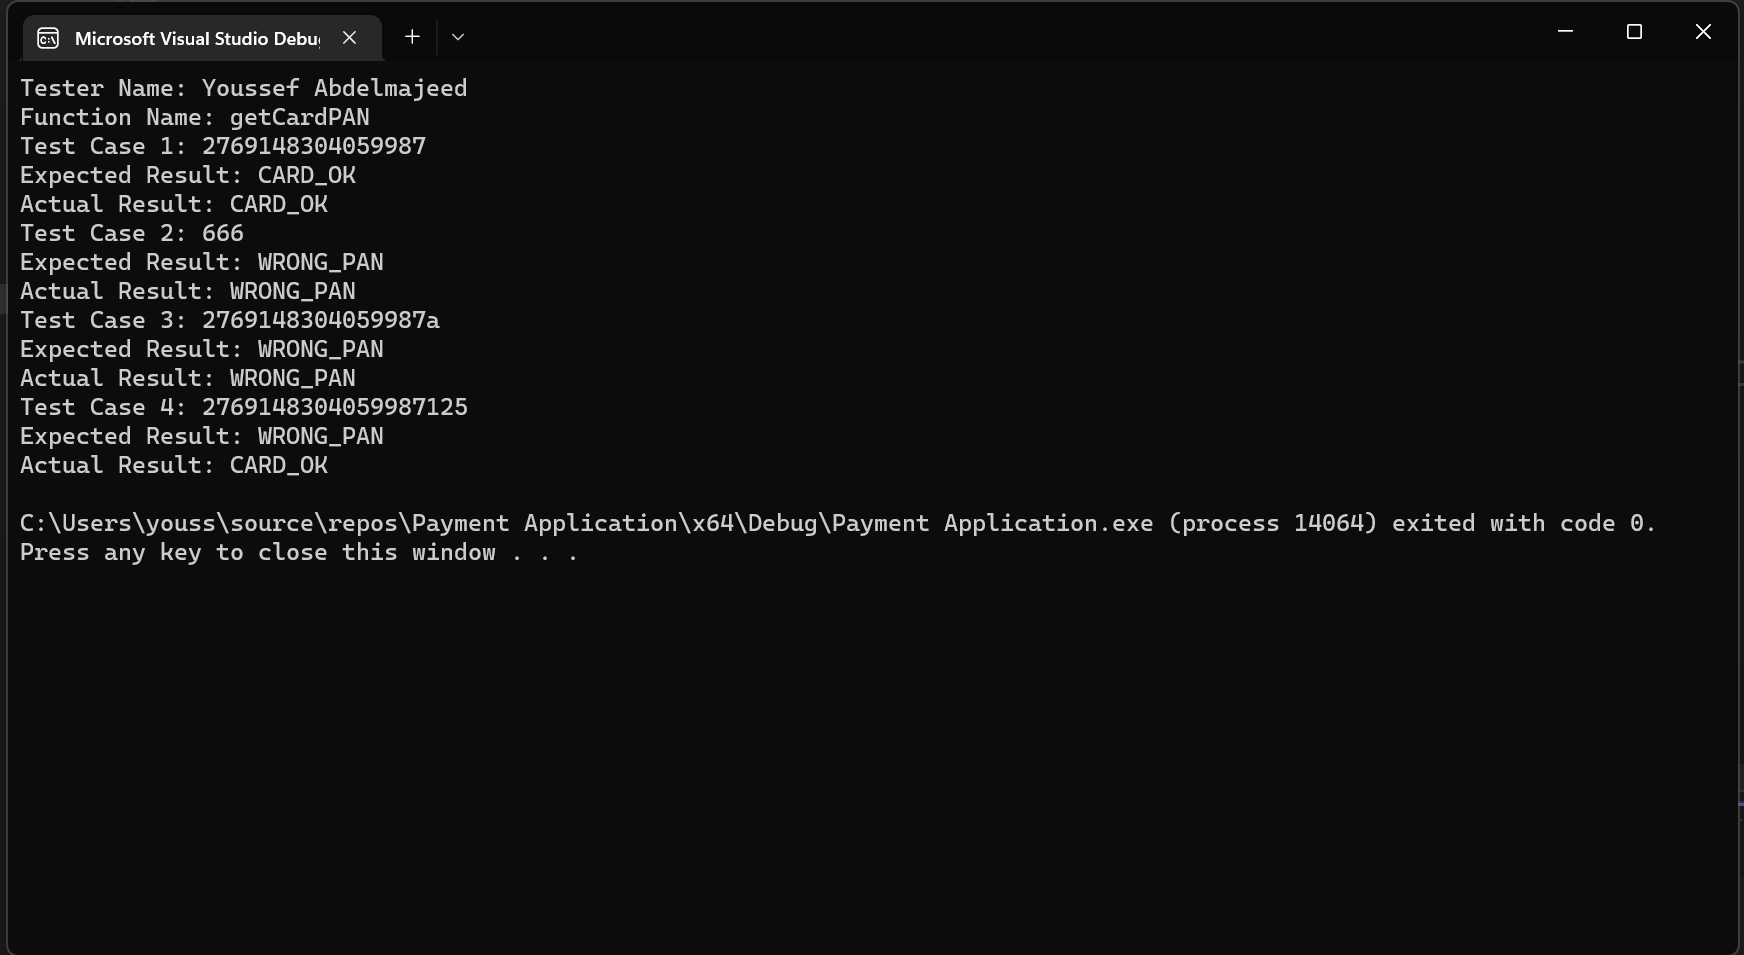 Microsoft Visual Studio Debu
Tester Name: Youssef Abdelmajeed
Function Name: getCardPAN
Test Case 1: 2769148304059987
Expected Result: CARD_OK
Actual Result: CARD_OK
Test Case 2: 666
Expected Result: WRONG_PAN
Actual Result: WRONG_PAN
Test Case 3: 2769148304059987a
Expected Result: WRONG_PAN
Actual Result: WRONG_PAN
Test Case 4: 2769148304059987125
Expected Result: WRONG_PAN
Actual Result: CARD_OK
C:\Users\youss\source\repos\Payment Application\x64\Debug\Payment Application.exe (process 14064) exited with code 0.
Press any key to close this window . . .